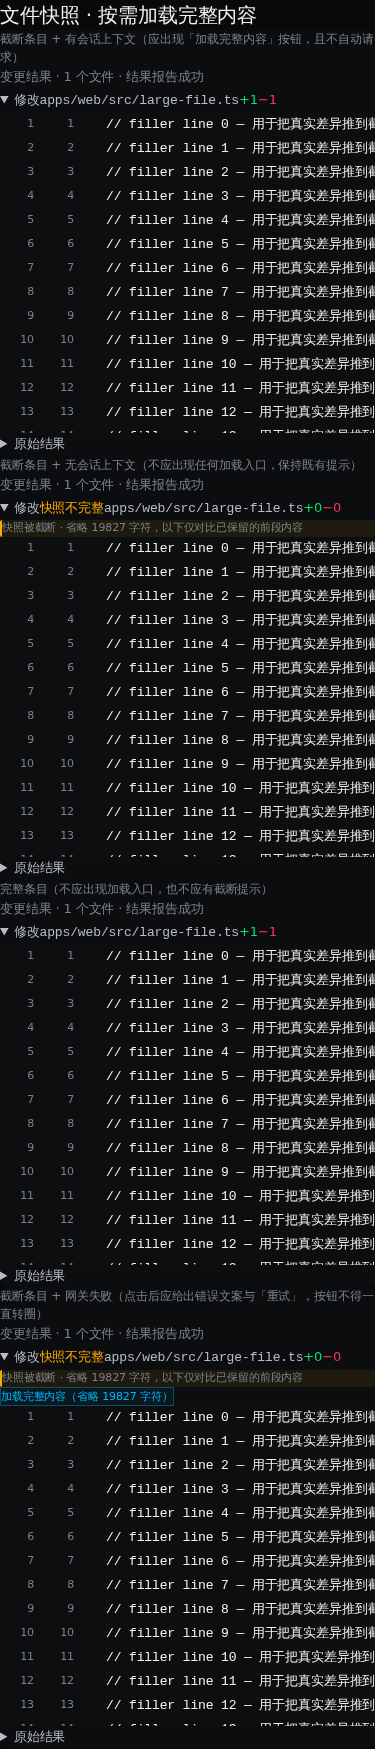 文件快照 · 按需加载完整内容
截断条目 + 有会话上下文（应出现「加载完整内容」按钮，且不自动请
求）
变更结果 · 1 个文件 · 结果报告成功
▼ 修改apps/web/src/large-file.ts+1−1
1 1 // filler line 0 — 用于把真实差异推到
2 2 // filler line 1 — 用于把真实差异推到
3 3 // filler line 2 — 用于把真实差异推到
4 4 // filler line 3 — 用于把真实差异推到
5 5 // filler line 4 — 用于把真实差异推到
6 6 // filler line 5 — 用于把真实差异推到
7 7 // filler line 6 — 用于把真实差异推到
8 8 // filler line 7 — 用于把真实差异推到
9 9 // filler line 8 — 用于把真实差异推到
10 10 // filler line 9 — 用于把真实差异推到
11 11 // filler line 10 — 用于把真实差异推到
12 12 // filler line 11 — 用于把真实差异推到
13 13 // filler line 12 — 用于把真实差异推到
▶ 原始结果
截断条目 + 无会话上下文（不应出现任何加载入口，保持既有提示）
变更结果 · 1 个文件 · 结果报告成功
▼ 修改快照不完整apps/web/src/large-file.ts+0−0
快照被截断 · 省略 19827 字符，以下仅对比已保留的前段内容
1 1 // filler line 0 — 用于把真实差异推到
2 2 // filler line 1 — 用于把真实差异推到
3 3 // filler line 2 — 用于把真实差异推到
4 4 // filler line 3 — 用于把真实差异推到
5 5 // filler line 4 — 用于把真实差异推到
6 6 // filler line 5 — 用于把真实差异推到
7 7 // filler line 6 — 用于把真实差异推到
8 8 // filler line 7 — 用于把真实差异推到
9 9 // filler line 8 — 用于把真实差异推到
10 10 // filler line 9 — 用于把真实差异推到
11 11 // filler line 10 — 用于把真实差异推到
12 12 // filler line 11 — 用于把真实差异推到
13 13 // filler line 12 — 用于把真实差异推到
▶ 原始结果
完整条目（不应出现加载入口，也不应有截断提示）
变更结果 · 1 个文件 · 结果报告成功
▼ 修改apps/web/src/large-file.ts+1−1
1 1 // filler line 0 — 用于把真实差异推到
2 2 // filler line 1 — 用于把真实差异推到
3 3 // filler line 2 — 用于把真实差异推到
4 4 // filler line 3 — 用于把真实差异推到
5 5 // filler line 4 — 用于把真实差异推到
6 6 // filler line 5 — 用于把真实差异推到
7 7 // filler line 6 — 用于把真实差异推到
8 8 // filler line 7 — 用于把真实差异推到
9 9 // filler line 8 — 用于把真实差异推到
10 10 // filler line 9 — 用于把真实差异推到
11 11 // filler line 10 — 用于把真实差异推到
12 12 // filler line 11 — 用于把真实差异推到
13 13 // filler line 12 — 用于把真实差异推到
▶ 原始结果
截断条目 + 网关失败（点击后应给出错误文案与「重试」，按钮不得一
直转圈）
变更结果 · 1 个文件 · 结果报告成功
▼ 修改快照不完整apps/web/src/large-file.ts+0−0
快照被截断 · 省略 19827 字符，以下仅对比已保留的前段内容
加载完整内容（省略 19827 字符）
1 1 // filler line 0 — 用于把真实差异推到
2 2 // filler line 1 — 用于把真实差异推到
3 3 // filler line 2 — 用于把真实差异推到
4 4 // filler line 3 — 用于把真实差异推到
5 5 // filler line 4 — 用于把真实差异推到
6 6 // filler line 5 — 用于把真实差异推到
7 7 // filler line 6 — 用于把真实差异推到
8 8 // filler line 7 — 用于把真实差异推到
9 9 // filler line 8 — 用于把真实差异推到
10 10 // filler line 9 — 用于把真实差异推到
11 11 // filler line 10 — 用于把真实差异推到
12 12 // filler line 11 — 用于把真实差异推到
13 13 // filler line 12 — 用于把真实差异推到
▶ 原始结果